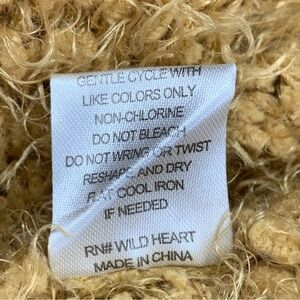 GENTLE CYCLE WITH
LIKE COLORS ONLY
NON-CHLORINE
DO NOT BLEACH
DO NOT WRING OR TWIST
RESHAPE AND DRY
FLAT COOL IRON
IF NEEDED
RN# WILD HEART
MADE IN CHINA